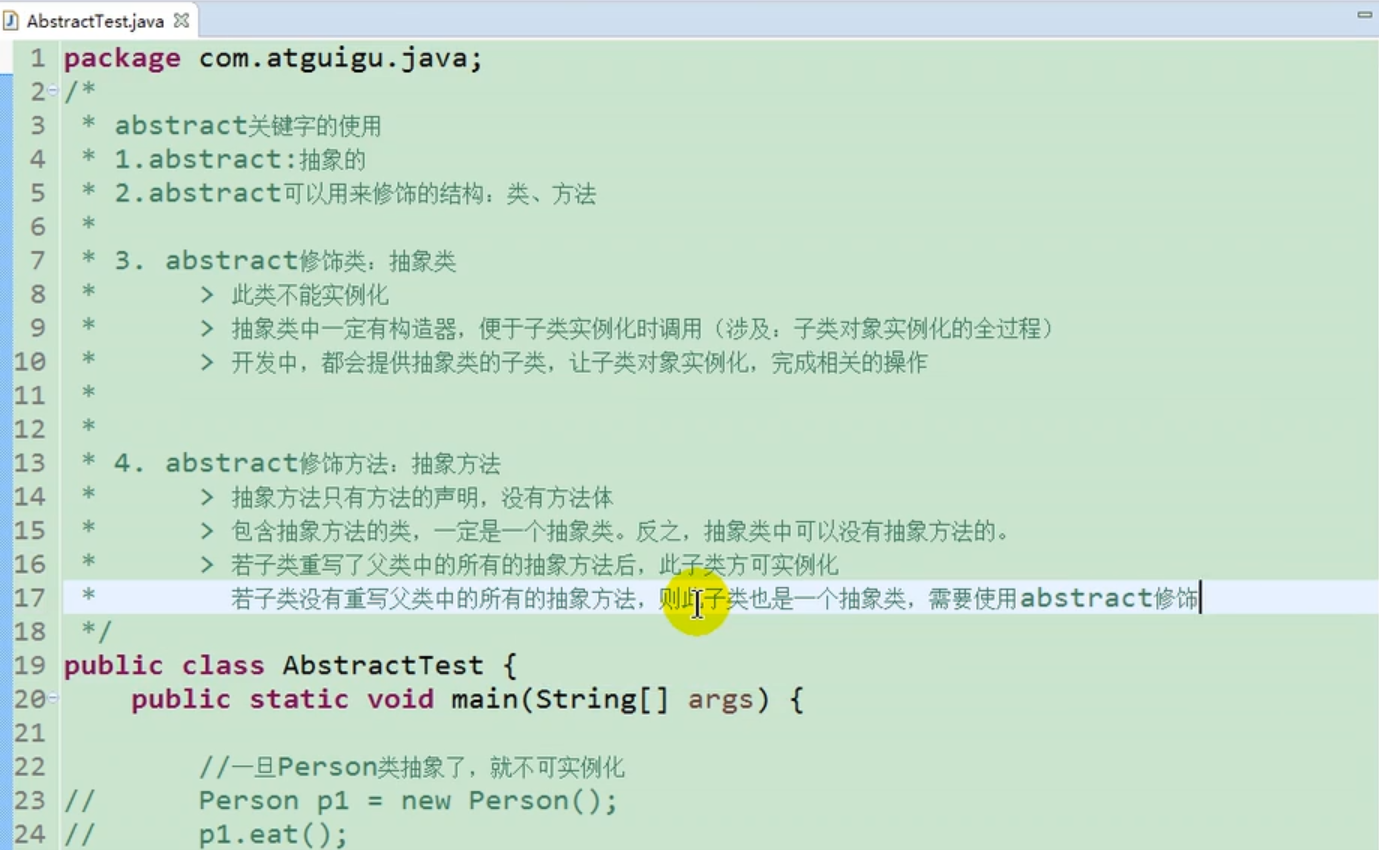 AbstractTest.java
1 package com.atguigu.java;
2 /*
3 * abstract关键字的使用
4 * 1.abstract:抽象的
5 * 2.abstract可以用来修饰的结构：类、方法
6 *
7 * 3. abstract修饰类：抽象类
8 * > 此类不能实例化
9 * > 抽象类中一定有构造器，便于子类实例化时调用（涉及：子类对象实例化的全过程）
10 * > 开发中，都会提供抽象类的子类，让子类对象实例化，完成相关的操作
11 *
12 *
13 * 4. abstract修饰方法：抽象方法
14 * > 抽象方法只有方法的声明，没有方法体
15 * > 包含抽象方法的类，一定是一个抽象类。反之，抽象类中可以没有抽象方法的。
16 * > 若子类重写了父类中的所有的抽象方法后，此子类方可实例化
17 * 若子类没有重写父类中的所有的抽象方法，则此子类也是一个抽象类，需要使用abstract修饰
18 */
19 public class AbstractTest {
20 public static void main(String[] args) {
21
22 //一旦Person类抽象了，就不可实例化
23 // Person p1 = new Person();
24 // p1.eat();